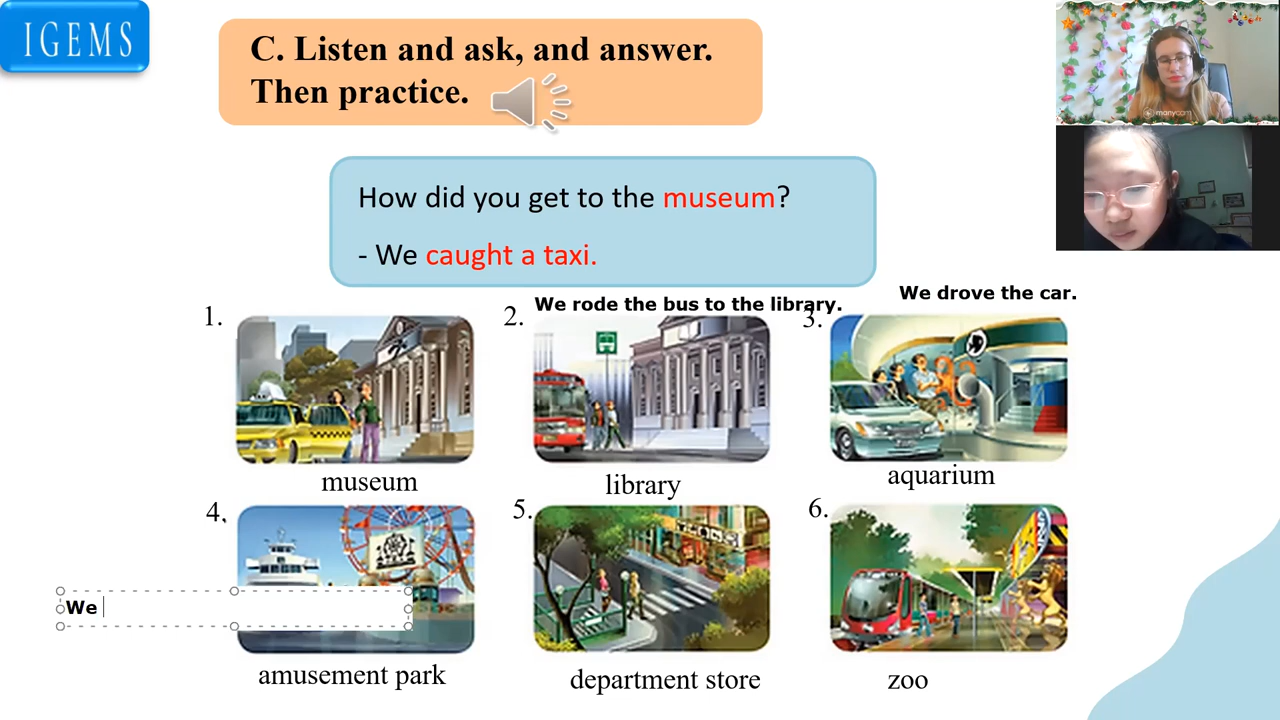 IGEMS
C. Listen and ask, and answer.
Then practice.
manycam
How did you get to the museum?
- We caught a taxi.
We rode the bus to the library.
We drove the car.
1.
2.
3.
museum
library
aquarium
4.
5.
6.
We
amusement park
department store
zoo